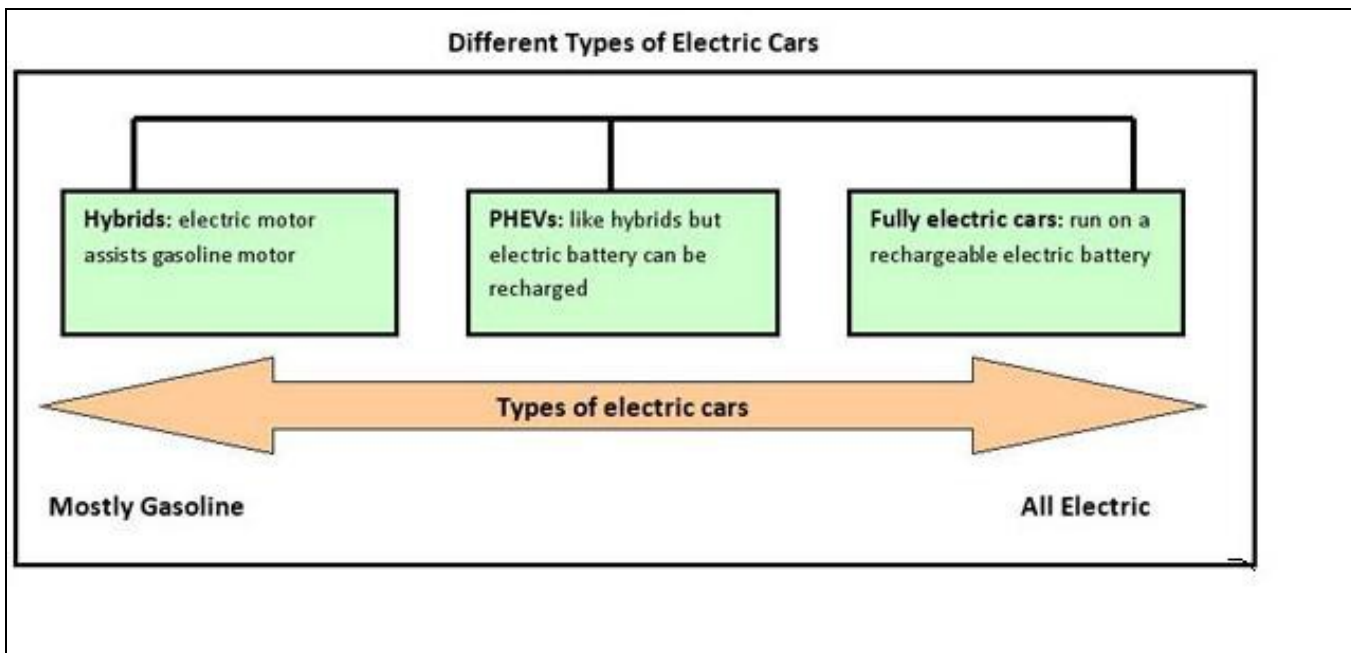 Different Types of Electric Cars
Hybrids: electric motor
assists gasoline motor
PHEVs: like hybrids but
electric battery can be
recharged
Fully electric cars: run on a
rechargeable electric battery
Types of electric cars
Mostly Gasoline
All Electric